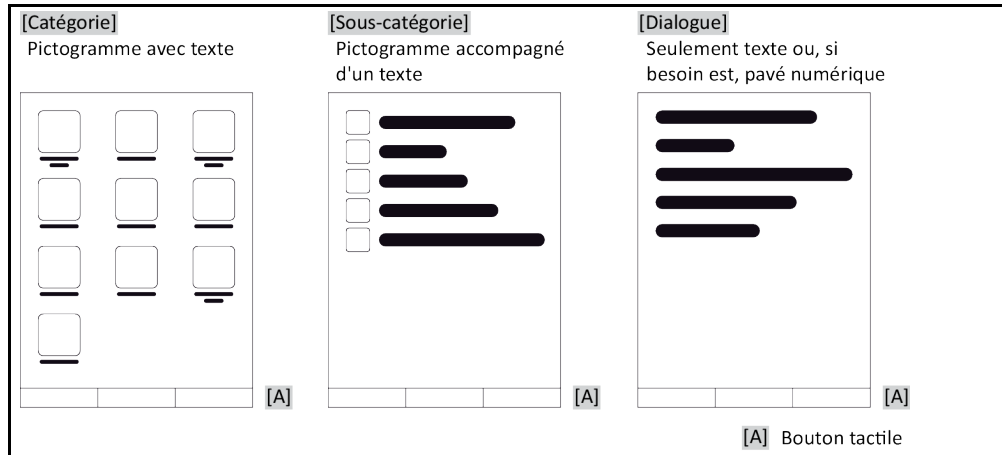 [Catégorie]
Pictogramme avec texte
[Sous-catégorie]
Pictogramme accompagné
d'un texte
[Dialogue]
Seulement texte ou, si
besoin est, pavé numérique
[A]
[A]
[A]
[A] Bouton tactile